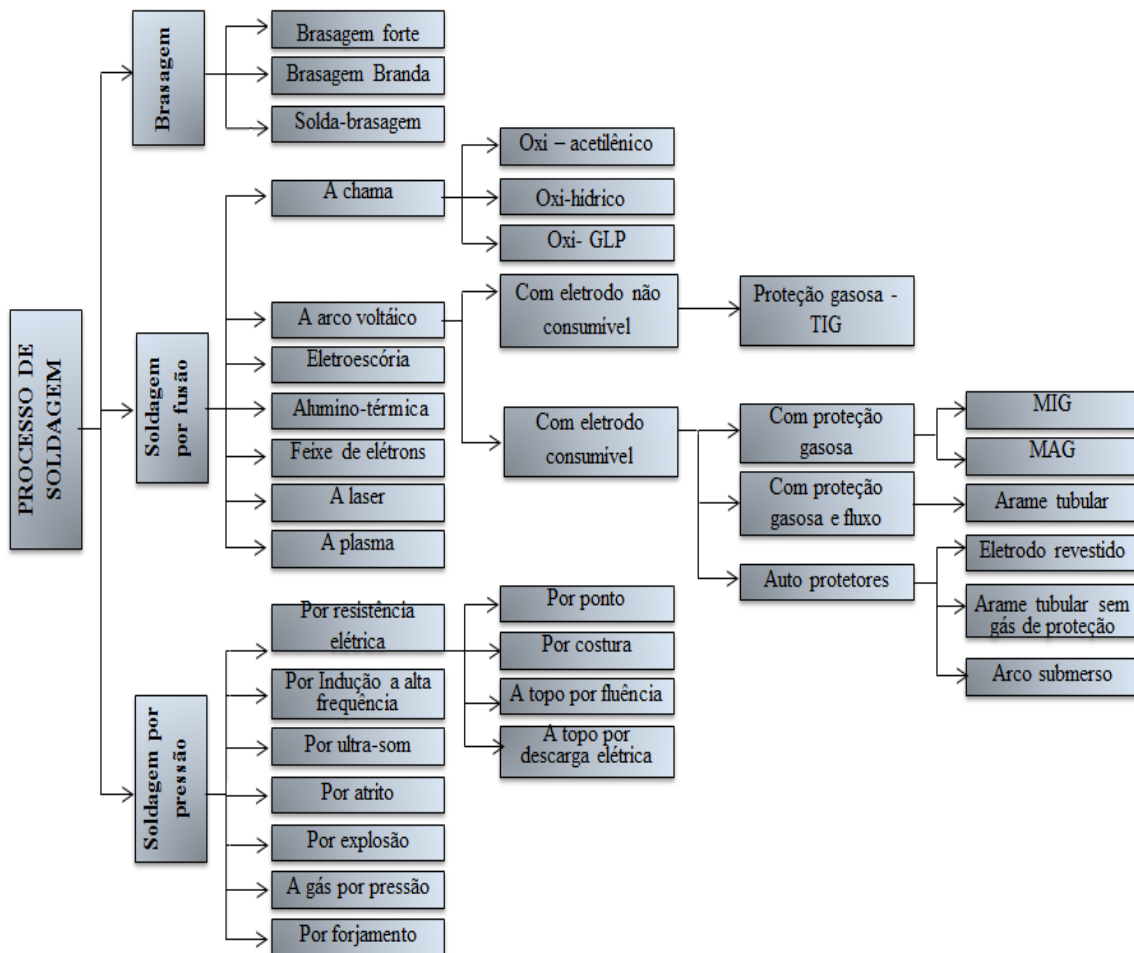 PROCESSO DE
SOLDAGEM
Brasagem
Brasagem forte
Brasagem Branda
Solda-brasagem
Soldagem
por fusão
A chama
Oxi – acetilênico
Oxi-hídrico
Oxi- GLP
A arco voltáico
Com eletrodo não
consumível
Proteção gasosa -
TIG
Com eletrodo
consumível
Com proteção
gasosa
MIG
MAG
Com proteção
gasosa e fluxo
Arame tubular
Auto protetores
Eletrodo revestido
Arame tubular sem
gás de proteção
Arco submerso
Eletroescória
Alumino-térmica
Feixe de elétrons
A laser
A plasma
Soldagem por
pressão
Por resistência
elétrica
Por ponto
Por costura
A topo por fluência
A topo por
descarga elétrica
Por Indução a alta
frequência
Por ultra-som
Por atrito
Por explosão
A gás por pressão
Por forjamento